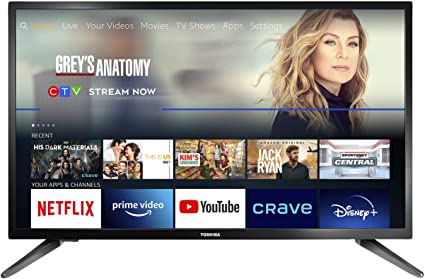 Home Live Your Videos Movies TV Shows Apps Settings
GREY'S ANATOMY
CTV STREAM NOW
RECENT
HIS DARK MATERIALS
crave
THIS IS US
KIM'S CONVENIENCE
JACK RYAN
SPORTSNET CENTRAL
YOUR APPS & CHANNELS
NETFLIX
prime video
YouTube
CRAVE
Disney+
TOSHIBA